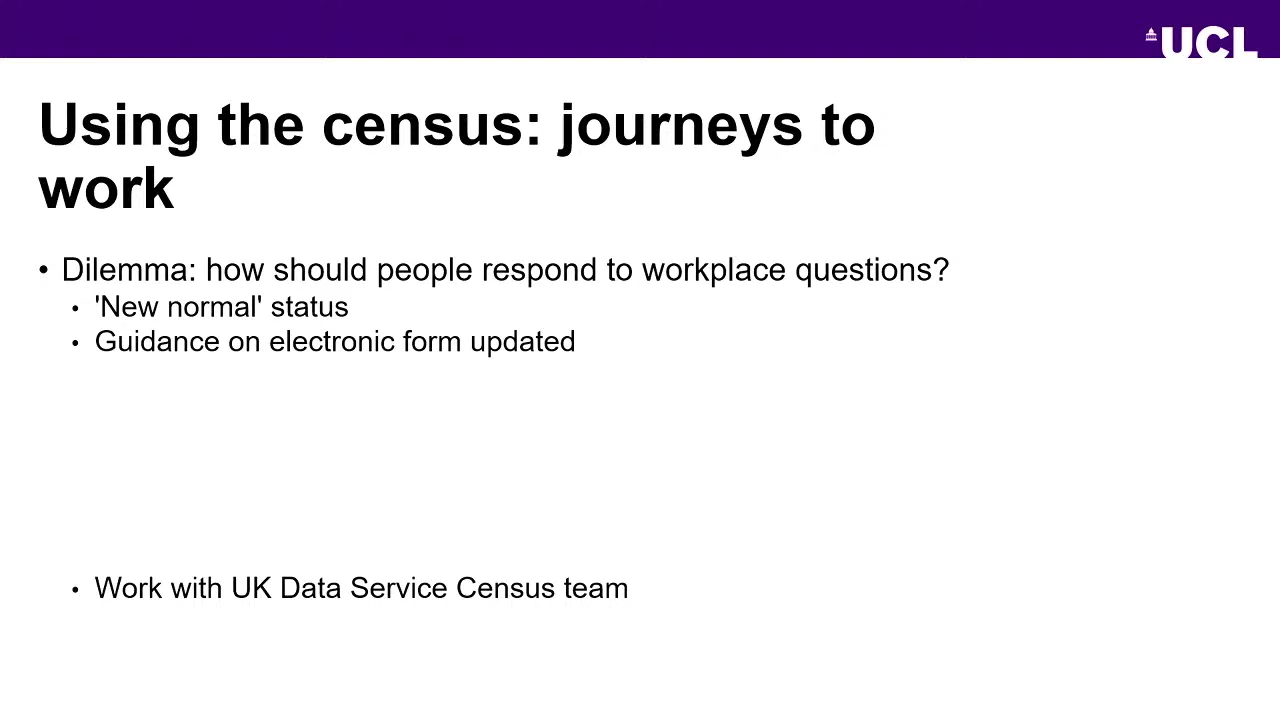 UCL
Using the census: journeys to
work
• Dilemma: how should people respond to workplace questions?
• 'New normal' status
• Guidance on electronic form updated
• Work with UK Data Service Census team